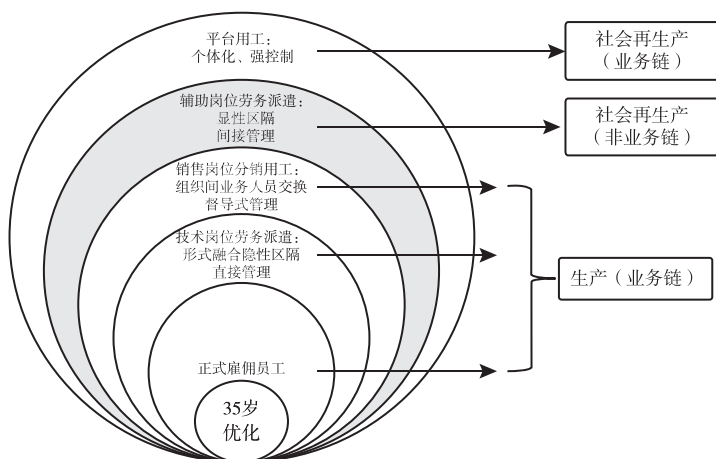 平台用工：
个体化、强控制
社会再生产
（业务链）
辅助岗位劳务派遣：
显性区隔
间接管理
社会再生产
（非业务链）
销售岗位分销用工：
组织间业务人员交换
督导式管理
技术岗位劳务派遣：
形式融合隐性区隔
直接管理
生产（业务链）
正式雇佣员工
35岁
优化